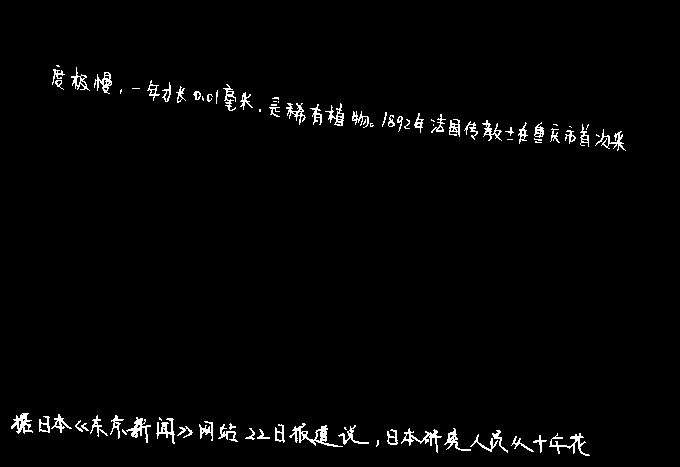 度极慢，一年才长0.01毫米，是稀有植物。1892年法国传教士在重庆市首次采
据日本《东京新闻》网站22日报道说，日本研究人员从十年花